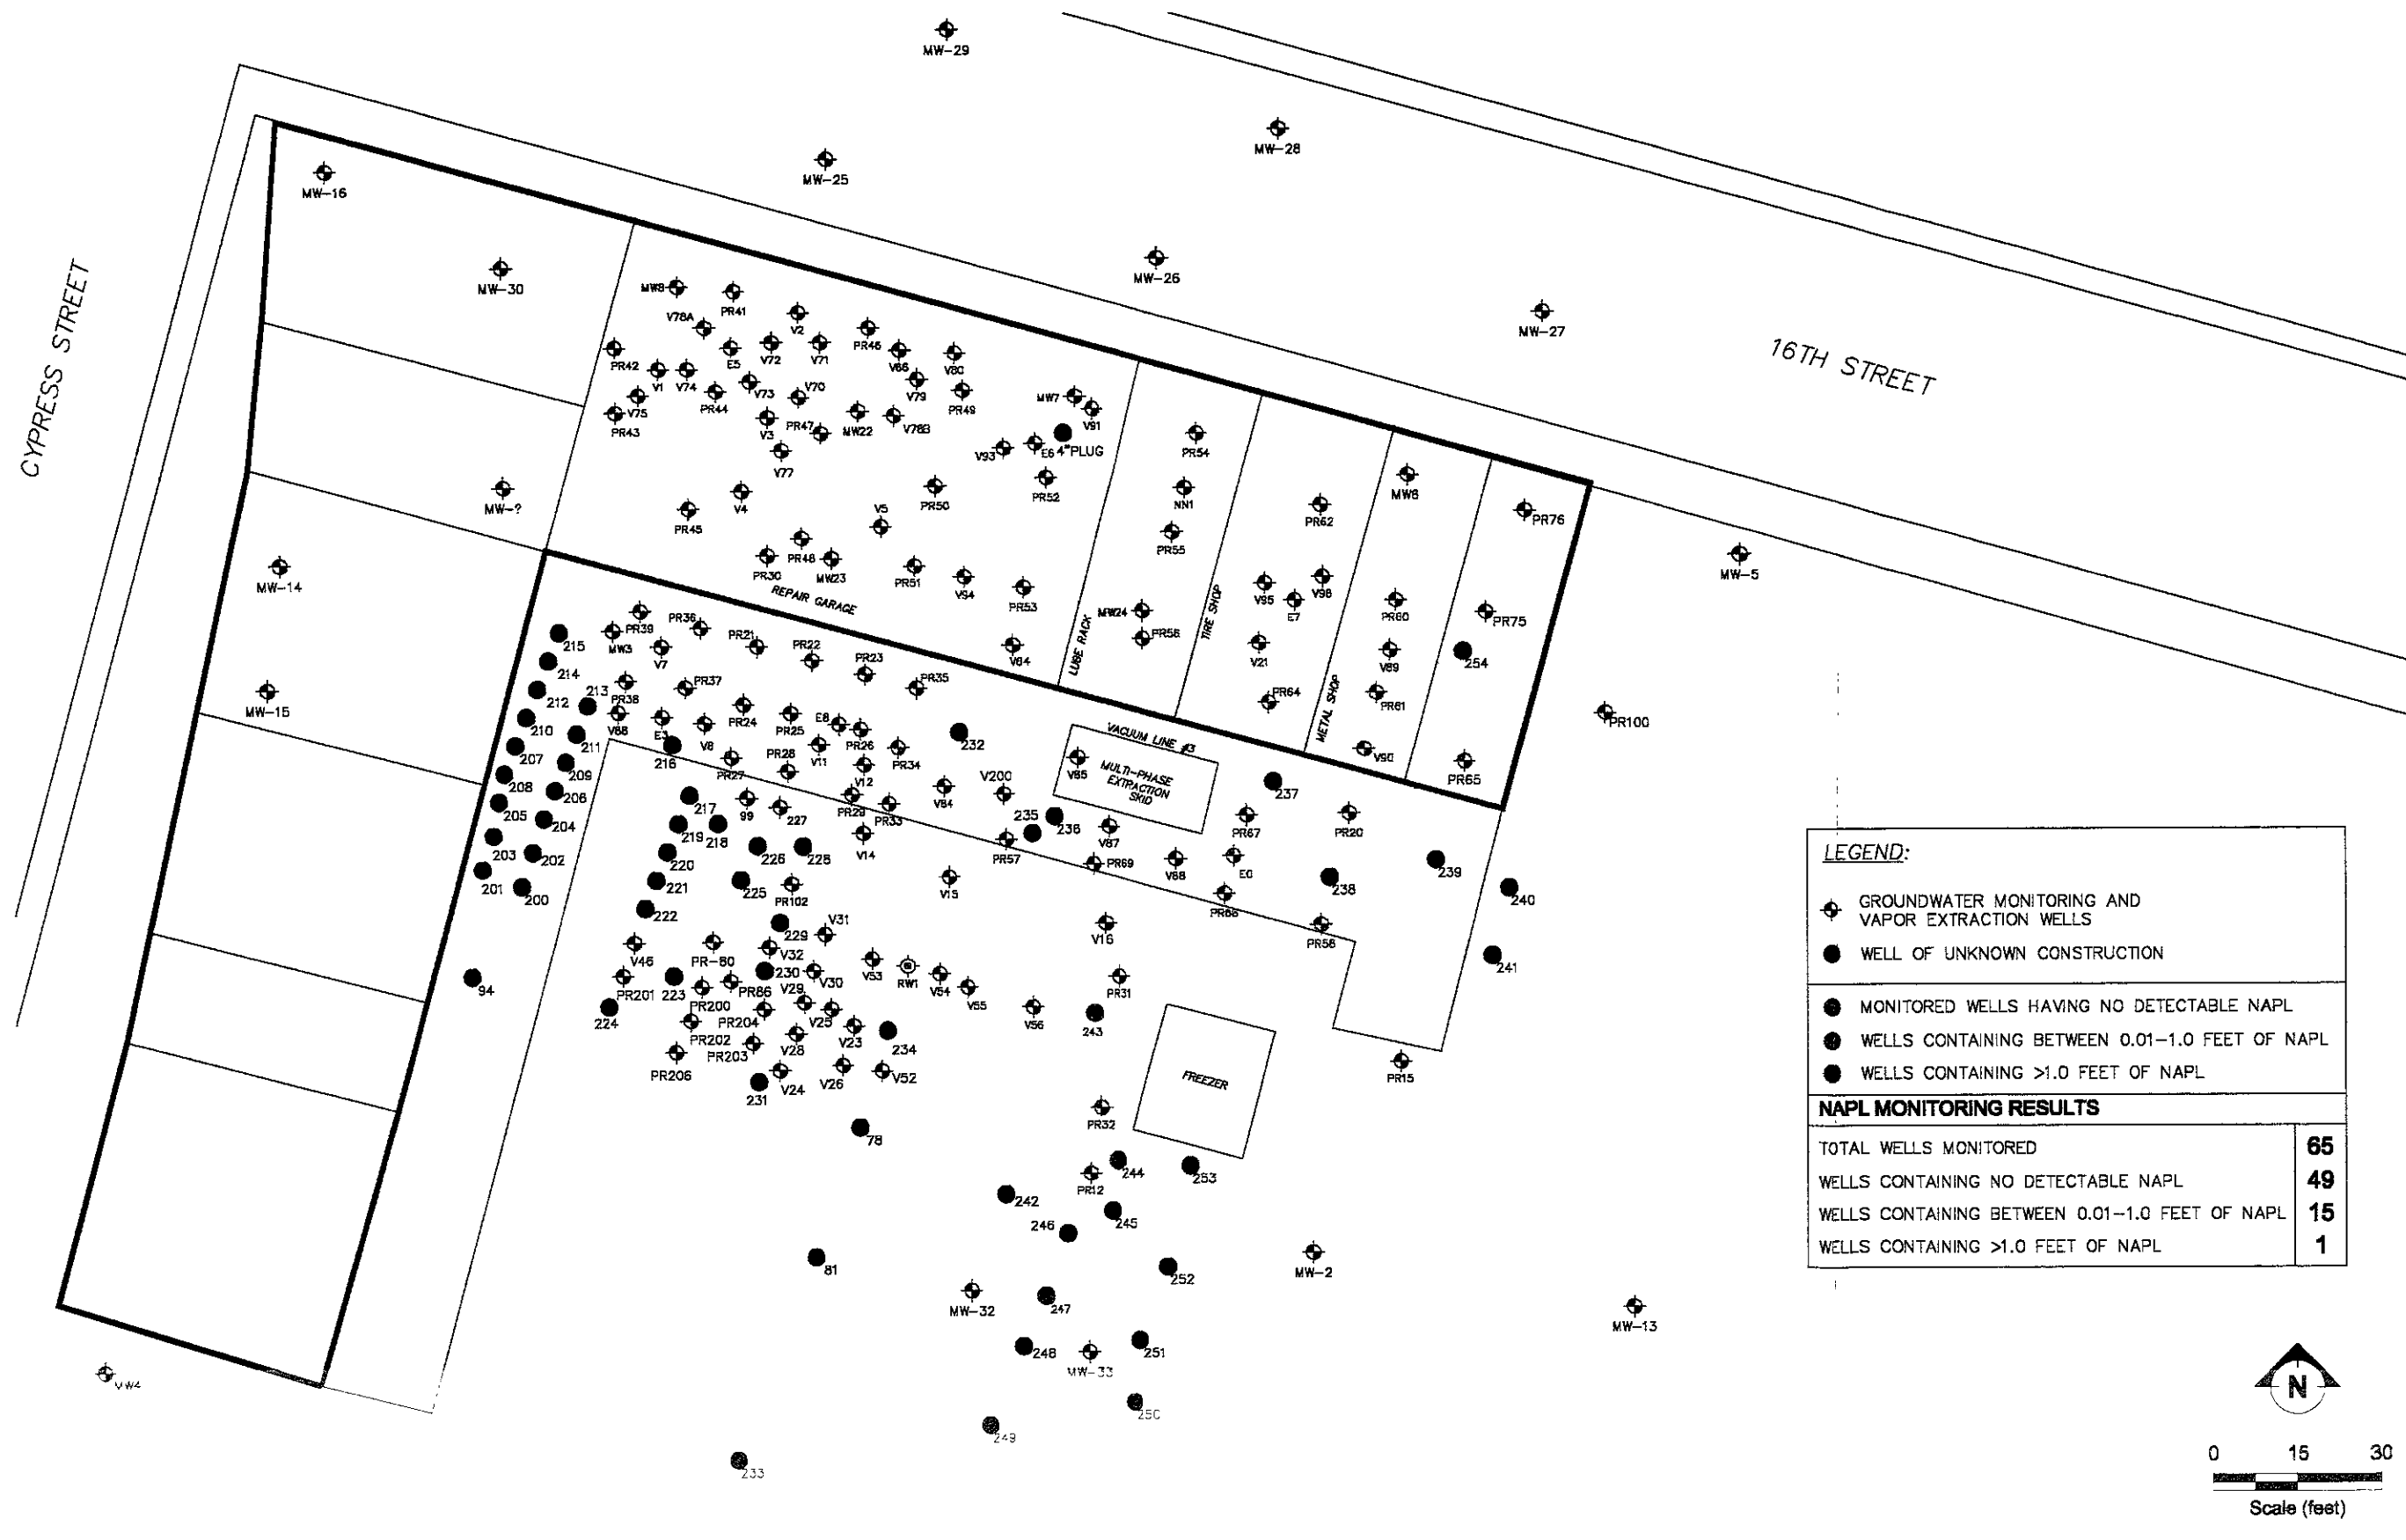 MW-29
MW-28
MW-25
MW-16
MW-26
MW-30
MW-27
16TH STREET
CYPRESS STREET
MW8
PR41
V78A
V2
PR42
E5
V72
V71
PR46
V66
V80
V1
V74
V73
V70
V79
PR49
V75
PR44
PR43
V3
PR47
MW22
V78B
MW7
V91
V77
V93
E6
4"PLUG
PR54
PR52
MW-?
V4
PR45
V5
PR50
NN1
PR62
MW6
PR76
PR55
PR30
PR48
MW23
PR51
V94
PR53
MW-5
MW-14
REPAIR GARAGE
LUBE RACK
TIRE SHOP
METAL SHOP
MW24
PR56
V95
E7
V98
PR60
PR75
V21
V89
254
V64
PR64
PR61
V90
PR65
PR100
MW-15
215
MW3
PR39
PR36
V7
PR21
PR22
PR23
PR35
214
212
213
PR38
PR37
210
211
V88
E3
V8
PR24
PR25
E8
PR26
PR34
232
207
209
216
PR27
PR28
V11
V12
VACUUM LINE #3
V85
MULTI-PHASE
EXTRACTION
SKID
208
206
217
99
227
PR29
PR33
V84
V200
237
205
204
219
218
235
236
V87
PR67
PR20
203
202
220
226
228
V14
PR57
PR69
V88
E0
239
201
200
221
225
PR102
V15
238
240
222
229
V31
V16
PR58
241
V46
PR-80
V32
V53
RW1
V54
V55
94
PR201
223
PR200
PR86
230
V30
V29
PR31
224
PR202
PR204
V25
V56
243
PR203
V28
V23
234
PR206
231
V24
V26
V52
FREEZER
PR15
78
PR32
244
253
PR12
242
245
246
81
252
MW-2
MW-32
247
MW-13
248
MW-33
251
MW4
250
249
233
LEGEND:
GROUNDWATER MONITORING AND
VAPOR EXTRACTION WELLS
WELL OF UNKNOWN CONSTRUCTION
MONITORED WELLS HAVING NO DETECTABLE NAPL
WELLS CONTAINING BETWEEN 0.01-1.0 FEET OF NAPL
WELLS CONTAINING >1.0 FEET OF NAPL
NAPL MONITORING RESULTS
TOTAL WELLS MONITORED 65
WELLS CONTAINING NO DETECTABLE NAPL 49
WELLS CONTAINING BETWEEN 0.01-1.0 FEET OF NAPL 15
WELLS CONTAINING >1.0 FEET OF NAPL 1
N
0 15 30
Scale (feet)